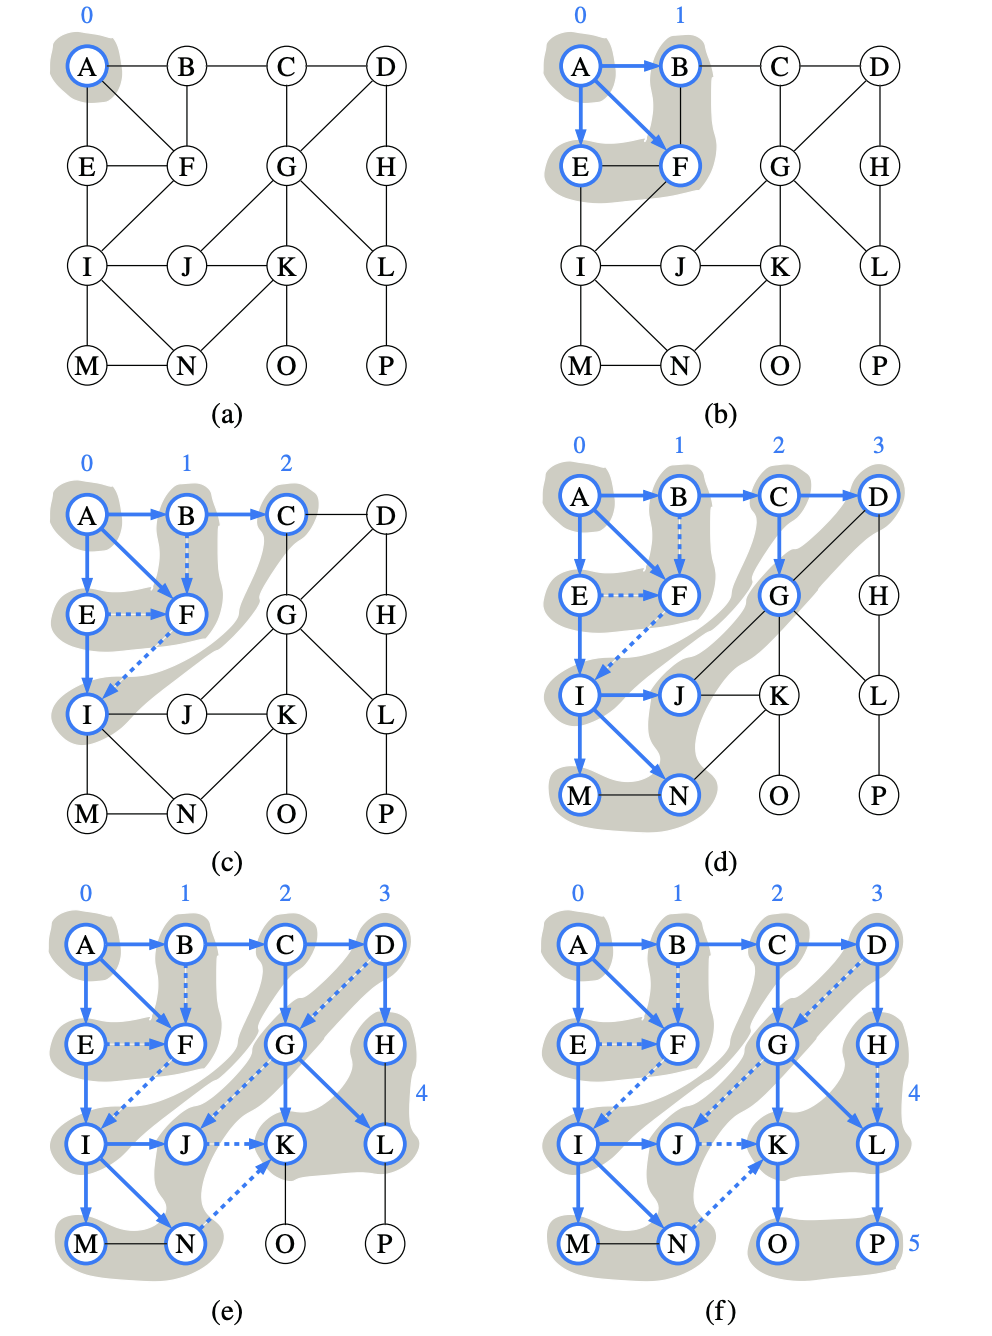 0 0 1
A B C D A B C D
E F G H E F G H
I J K L I J K L
M N O P M N O P
(a) (b)
0 1 2 0 1 2 3
A B C D A B C D
E F G H E F G H
I J K L I J K L
M N O P M N O P
(c) (d)
0 1 2 3 0 1 2 3
A B C D A B C D
E F G H E F G H
4 4
I J K L I J K L
M N O P M N O P 5
(e) (f)